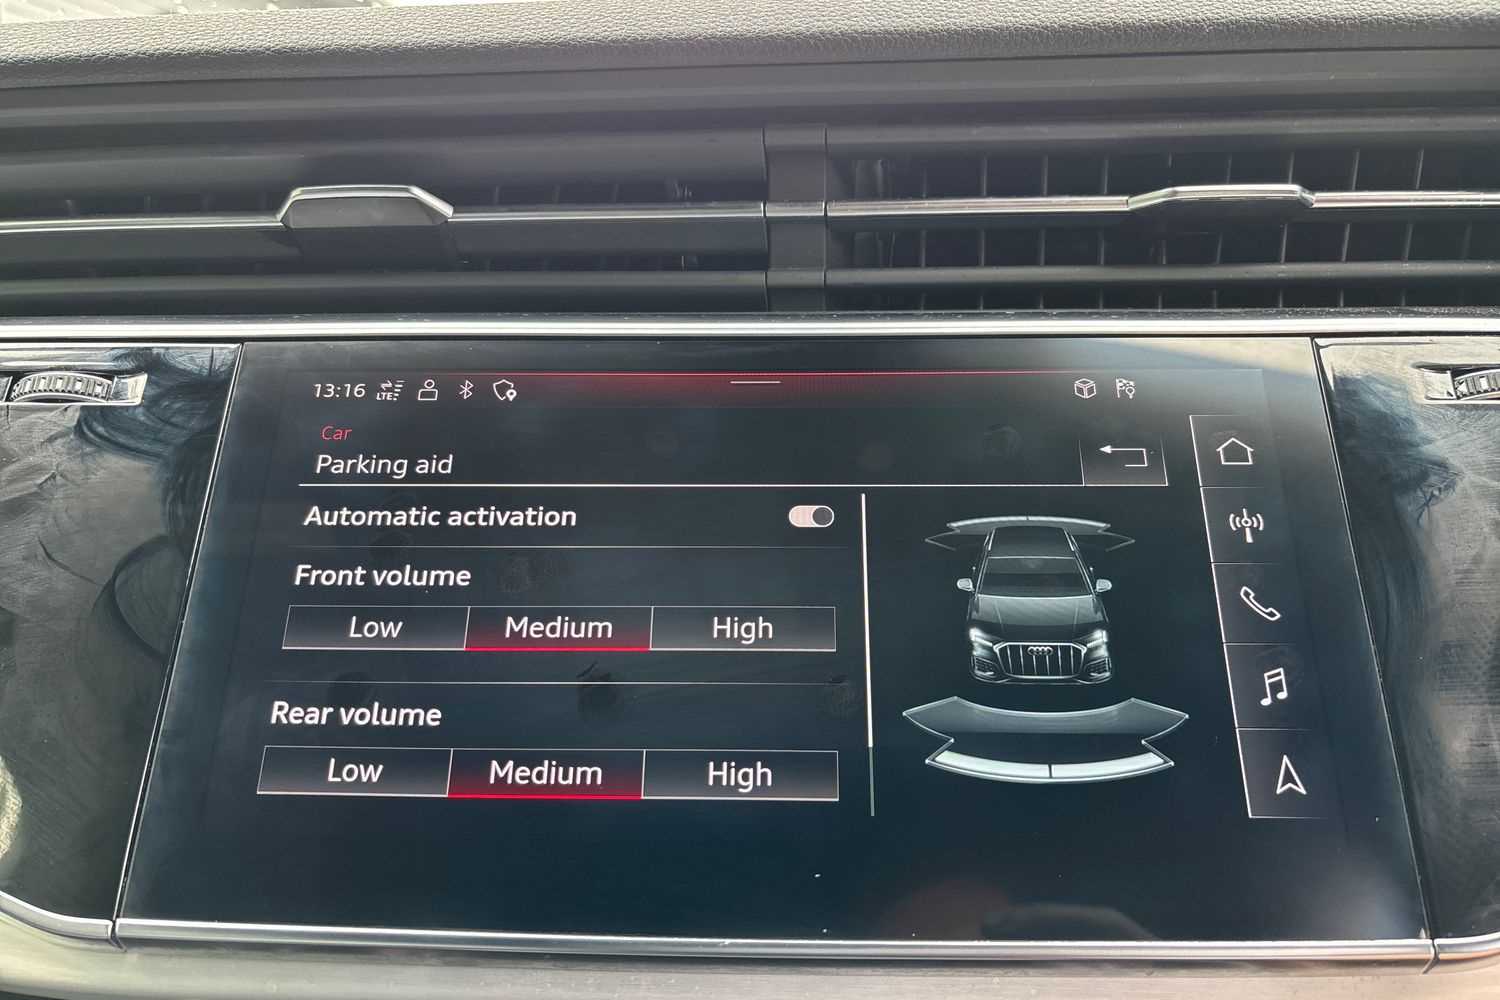 13:16 LTE
Car
Parking aid
Automatic activation
Front volume
Low Medium High
Rear volume
Low Medium High